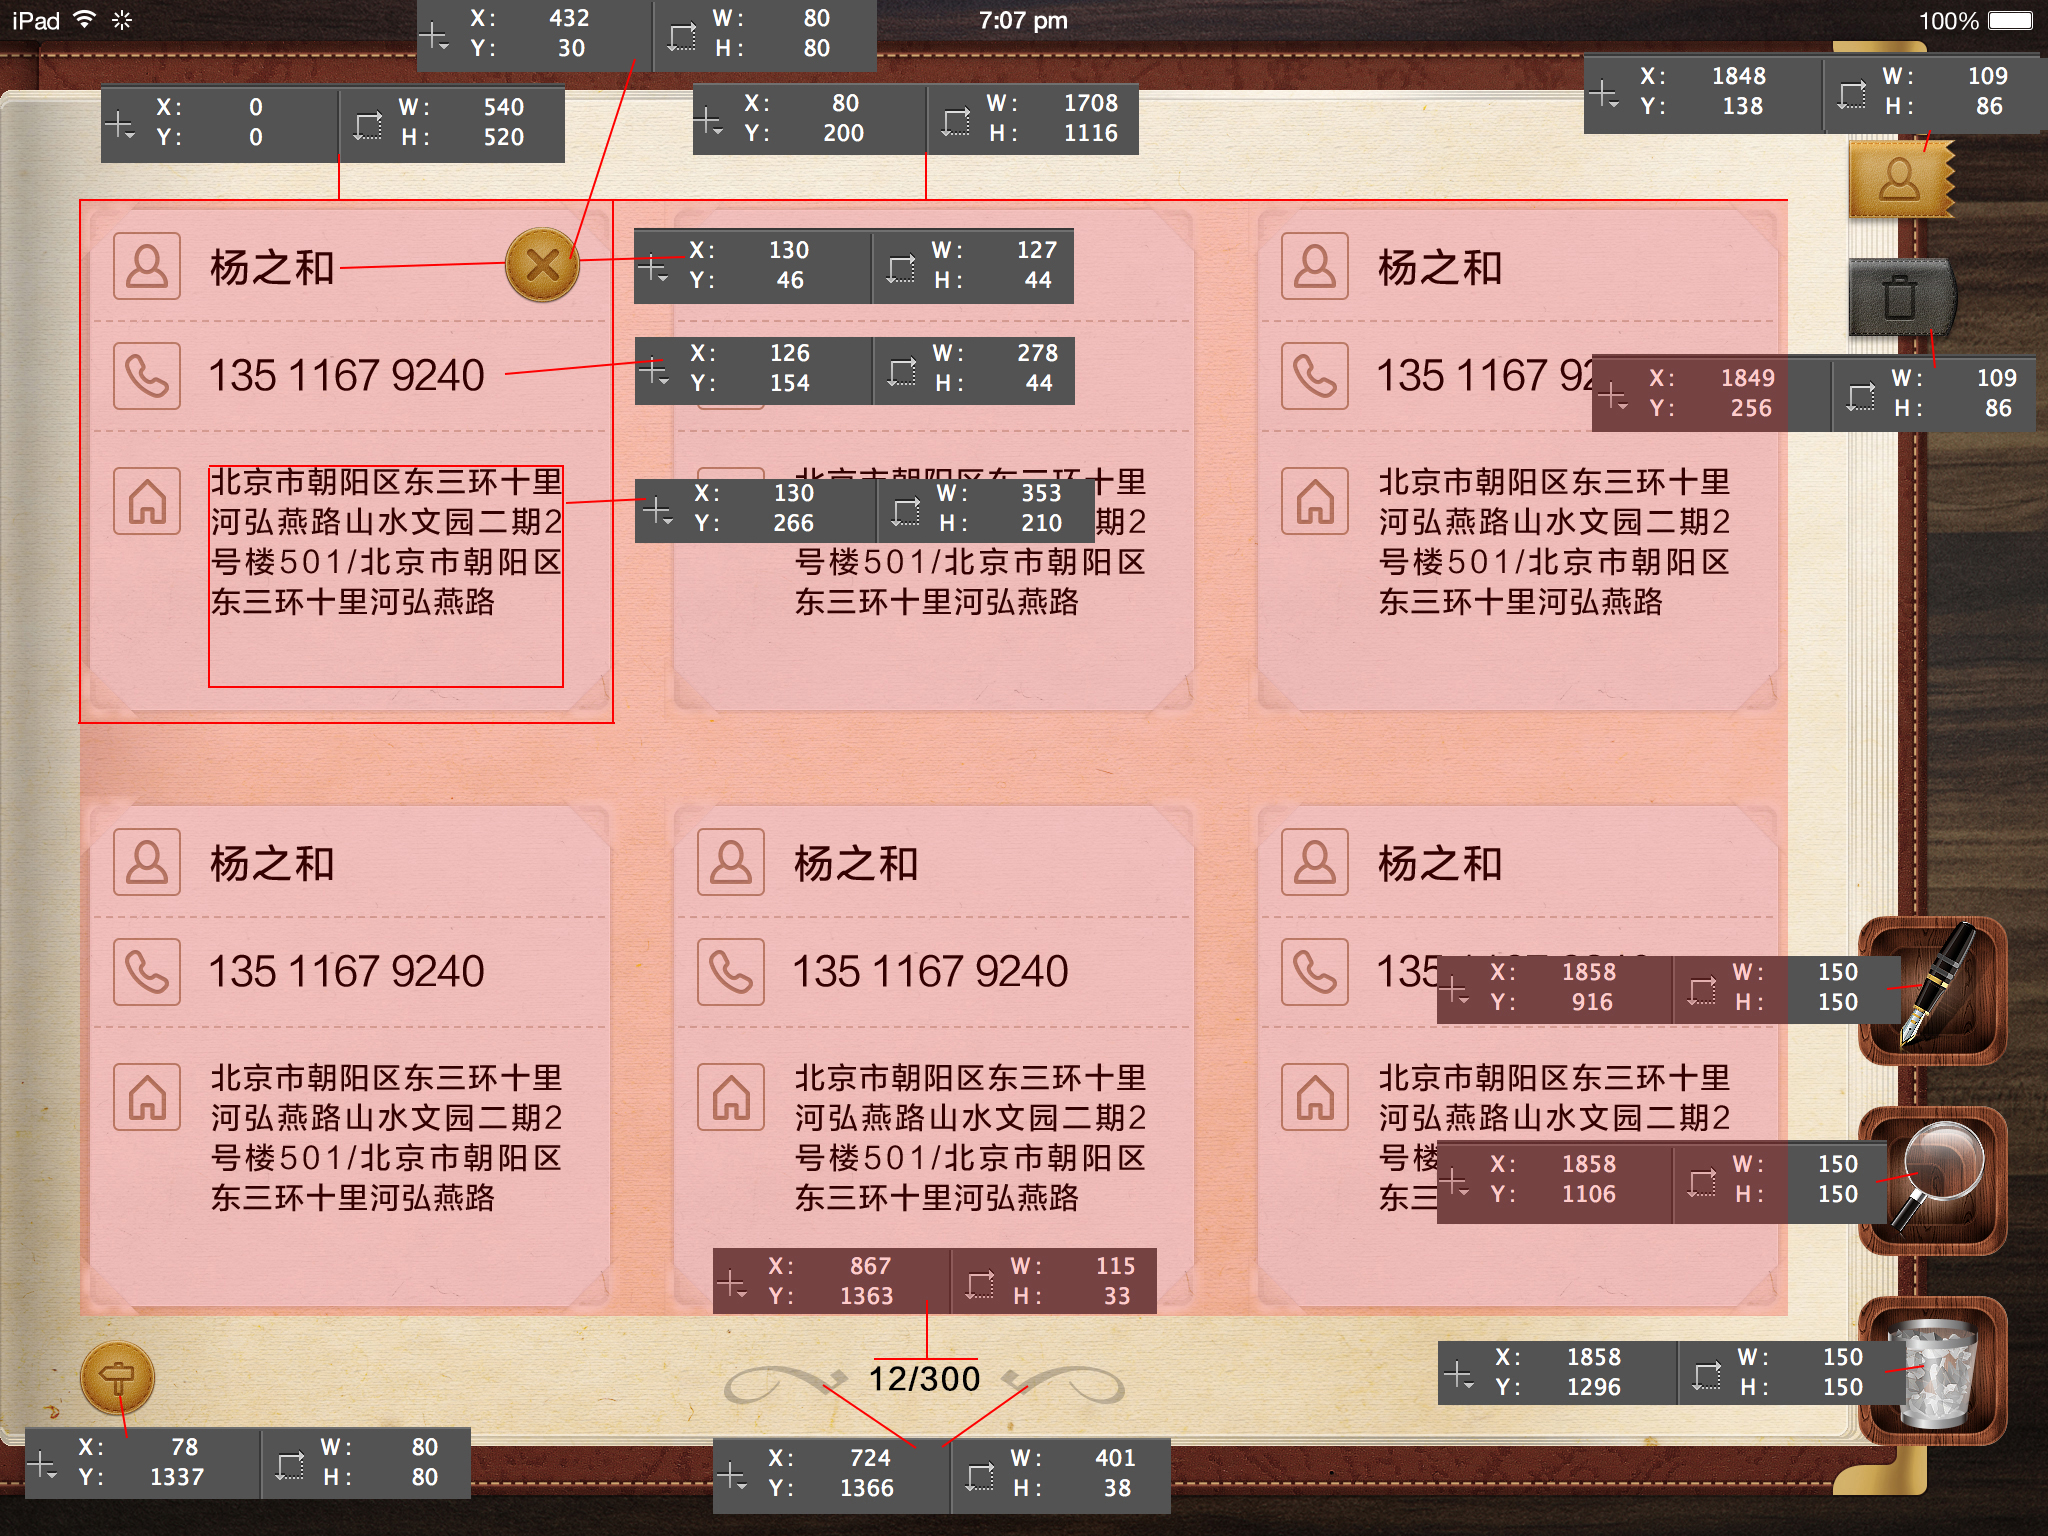 iPad 7:07 pm 100%
X: 432 W: 80
Y: 30 H: 80
X: 0 W: 540
Y: 0 H: 520
X: 80 W: 1708
Y: 200 H: 1116
X: 1848 W: 109
Y: 138 H: 86
杨之和
X: 130 W: 127
Y: 46 H: 44
杨之和
135 1167 9240
X: 126 W: 278
Y: 154 H: 44
135 1167 92
X: 1849 W: 109
Y: 256 H: 86
北京市朝阳区东三环十里
河弘燕路山水文园二期2
号楼501/北京市朝阳区
东三环十里河弘燕路
X: 130 W: 353
Y: 266 H: 210
北京市朝阳区东三环十里
期2
号楼501/北京市朝阳区
东三环十里河弘燕路
北京市朝阳区东三环十里
河弘燕路山水文园二期2
号楼501/北京市朝阳区
东三环十里河弘燕路
杨之和
135 1167 9240
北京市朝阳区东三环十里
河弘燕路山水文园二期2
号楼501/北京市朝阳区
东三环十里河弘燕路
杨之和
135 1167 9240
北京市朝阳区东三环十里
河弘燕路山水文园二期2
号楼501/北京市朝阳区
东三环十里河弘燕路
杨之和
135
X: 1858 W: 150
Y: 916 H: 150
北京市朝阳区东三环十里
河弘燕路山水文园二期2
号楼
东三
X: 1858 W: 150
Y: 1106 H: 150
X: 867 W: 115
Y: 1363 H: 33
12/300
X: 1858 W: 150
Y: 1296 H: 150
X: 78 W: 80
Y: 1337 H: 80
X: 724 W: 401
Y: 1366 H: 38